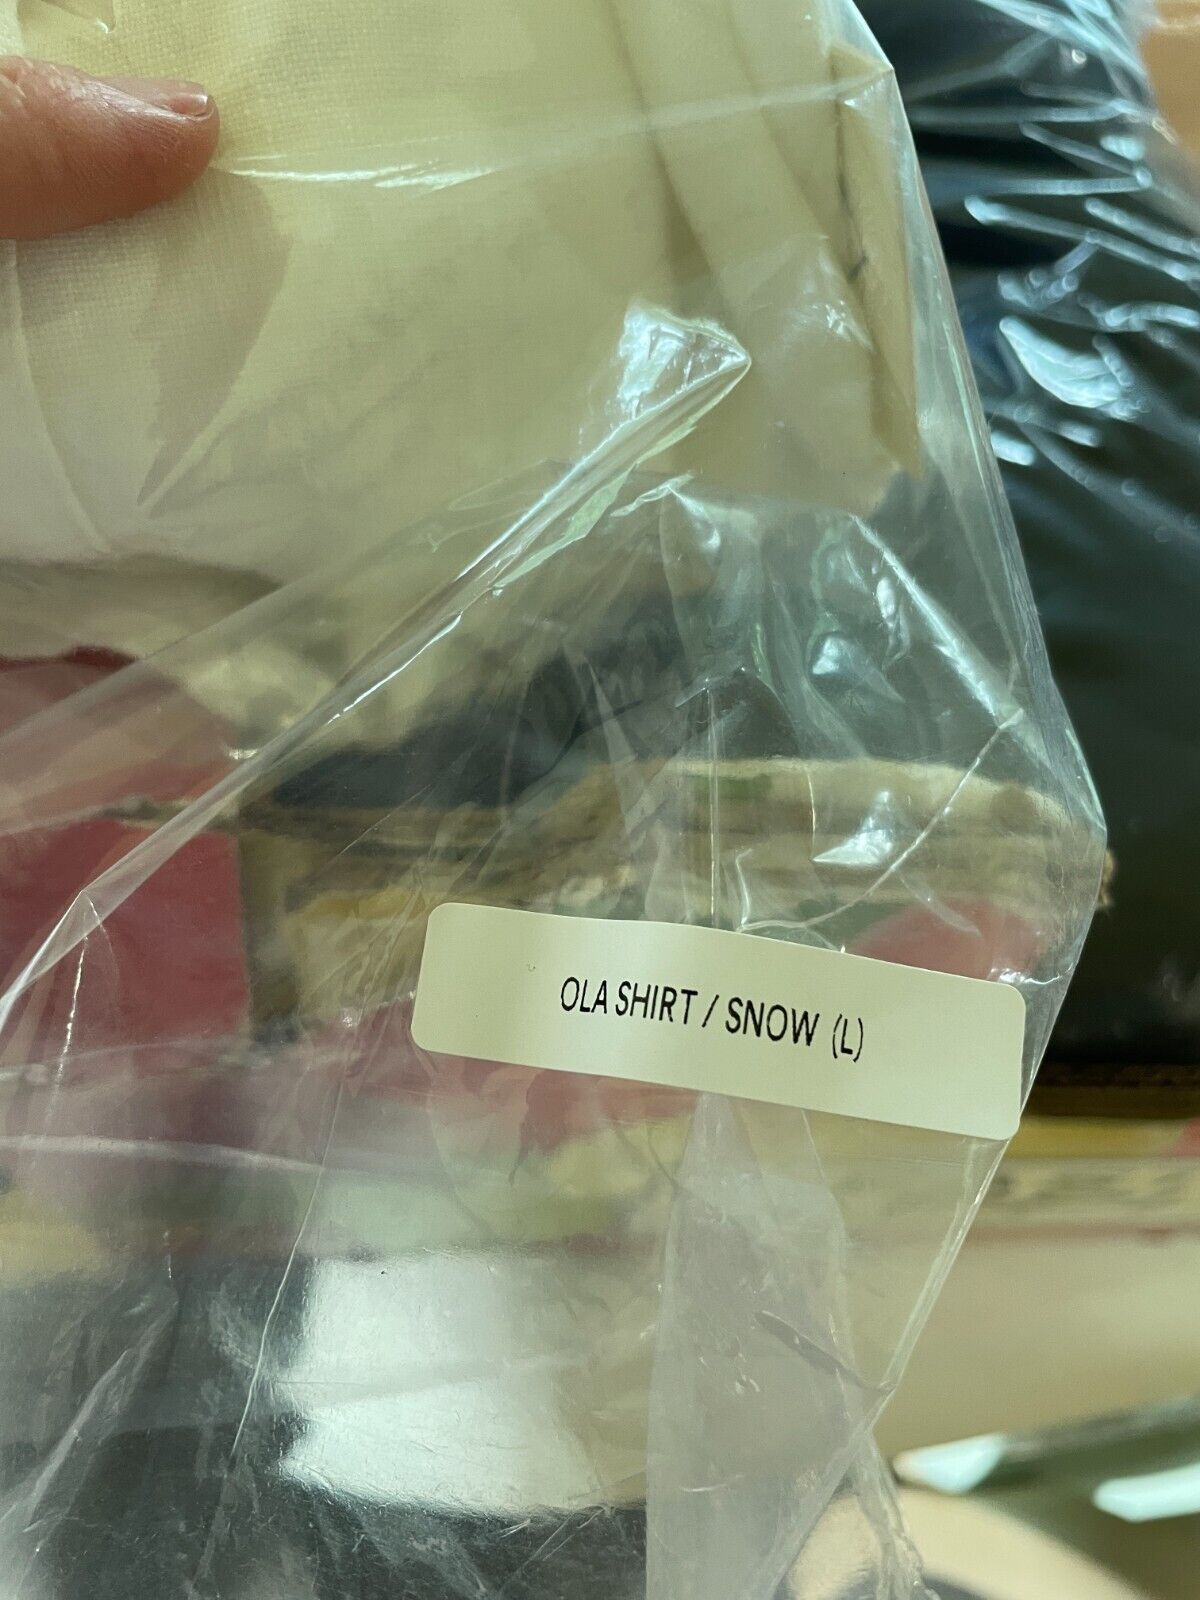 OLA SHIRT / SNOW (L)